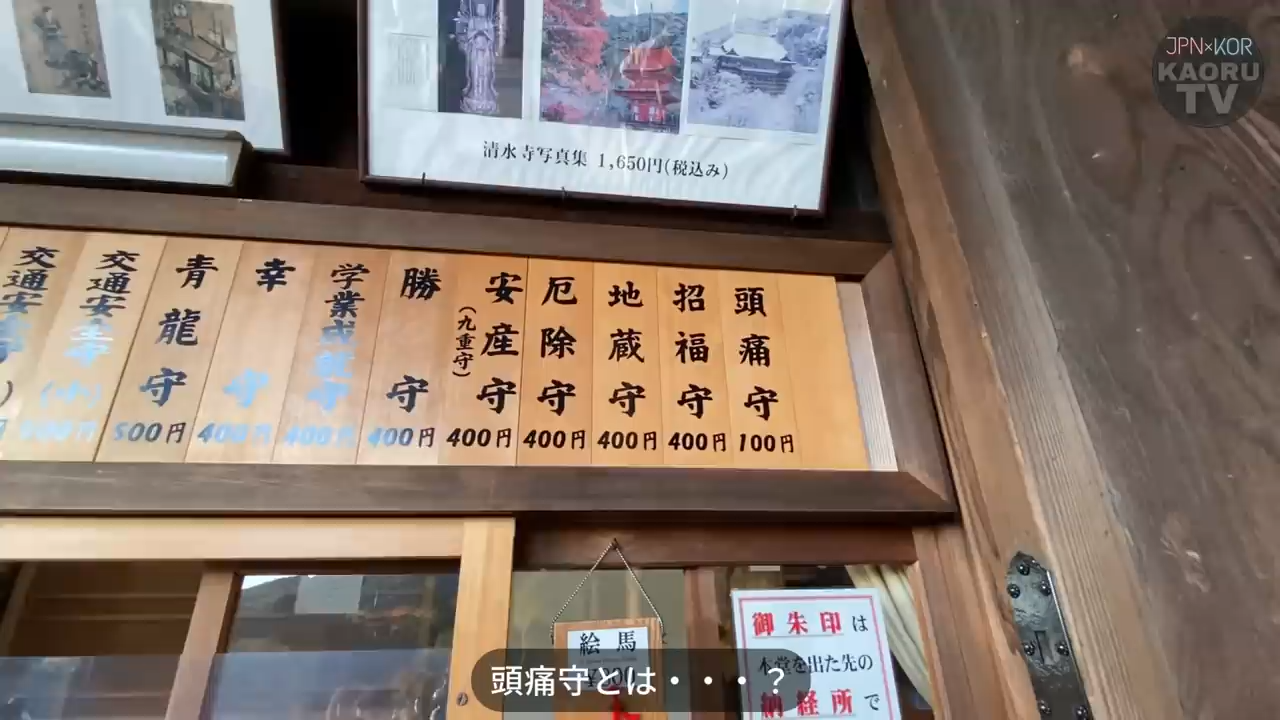 JPN×KOR
KAORU
TV
清水寺写真集 1,650円(税込み)
頭痛守
100円
招福守
400円
地蔵守
400円
厄除守
400円
安産守
(九重守)
400円
勝守
400円
学業成就守
400円
幸守
400円
青龍守
500円
交通安全守
(小)
交通安全守
絵馬
御朱印は
本堂を出た先の
納経所で
頭痛守とは・・・?